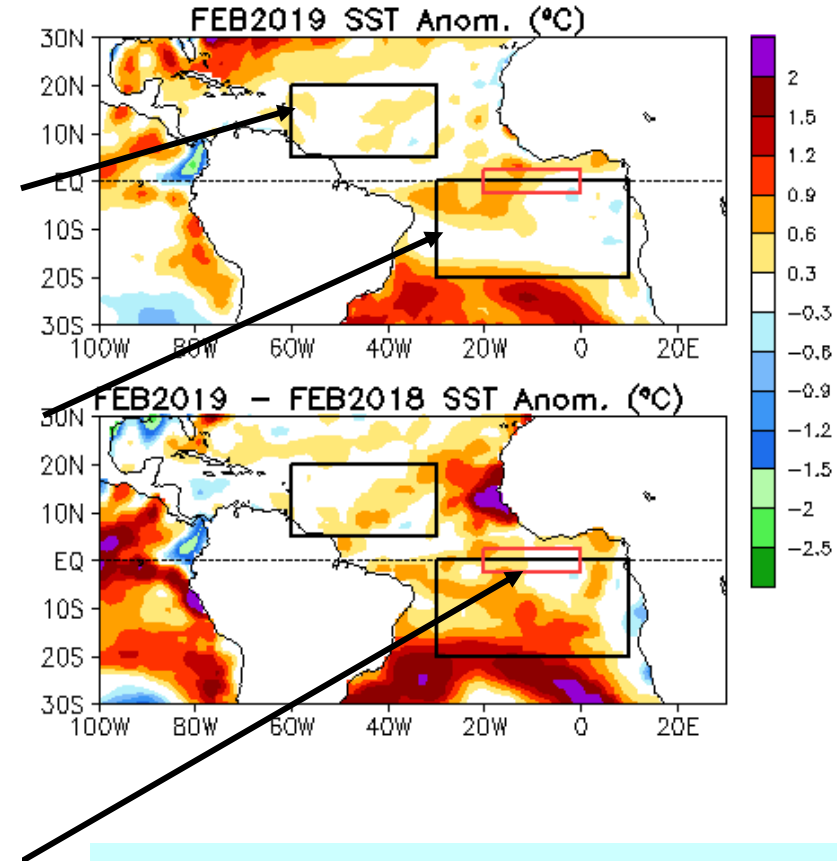 FEB2019 SST Anom. (°C)
30N
20N
10N
EQ
10S
20S
30S
100W 80W 60W 40W 20W 0 20E
FEB2019 - FEB2018 SST Anom. (°C)
30N
20N
10N
EQ
10S
20S
30S
100W 80W 60W 40W 20W 0 20E
2
1.5
1.2
0.9
0.6
0.3
-0.3
-0.6
-0.9
-1.2
-1.5
-2
-2.5